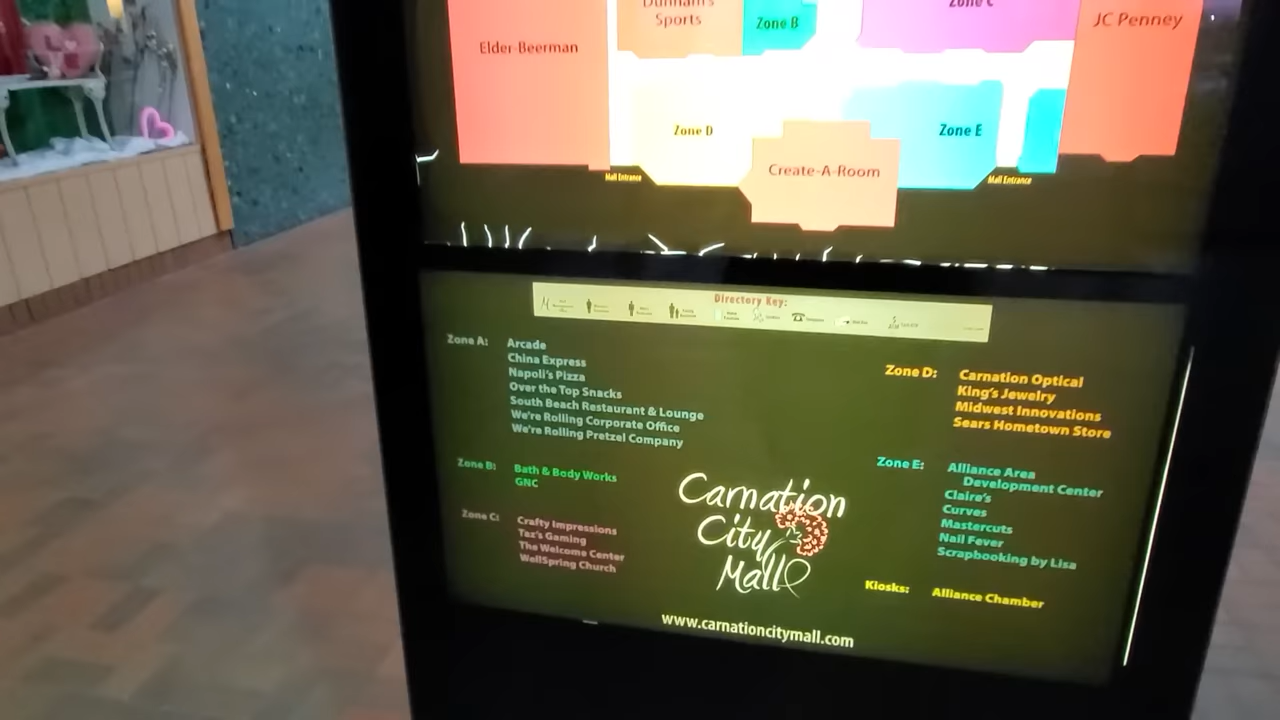 Dunham's
Sports
Zone B
Zone C
JC Penney
Elder-Beerman
Zone D
Zone E
Create-A-Room
Mall Entrance
Mall Entrance
Directory Key:
Zone A:
Arcade
China Express
Napoli's Pizza
Over the Top Snacks
South Beach Restaurant & Lounge
We're Rolling Corporate Office
We're Rolling Pretzel Company
Zone B:
Bath & Body Works
GNC
Zone C:
Crafty Impressions
Taz's Gaming
The Welcome Center
WellSpring Church
Zone D:
Carnation Optical
King's Jewelry
Midwest Innovations
Sears Hometown Store
Zone E:
Alliance Area
Development Center
Claire's
Curves
Mastercuts
Nail Fever
Scrapbooking by Lisa
Kiosks:
Alliance Chamber
Carnation
City
Mall
www.carnationcitymall.com